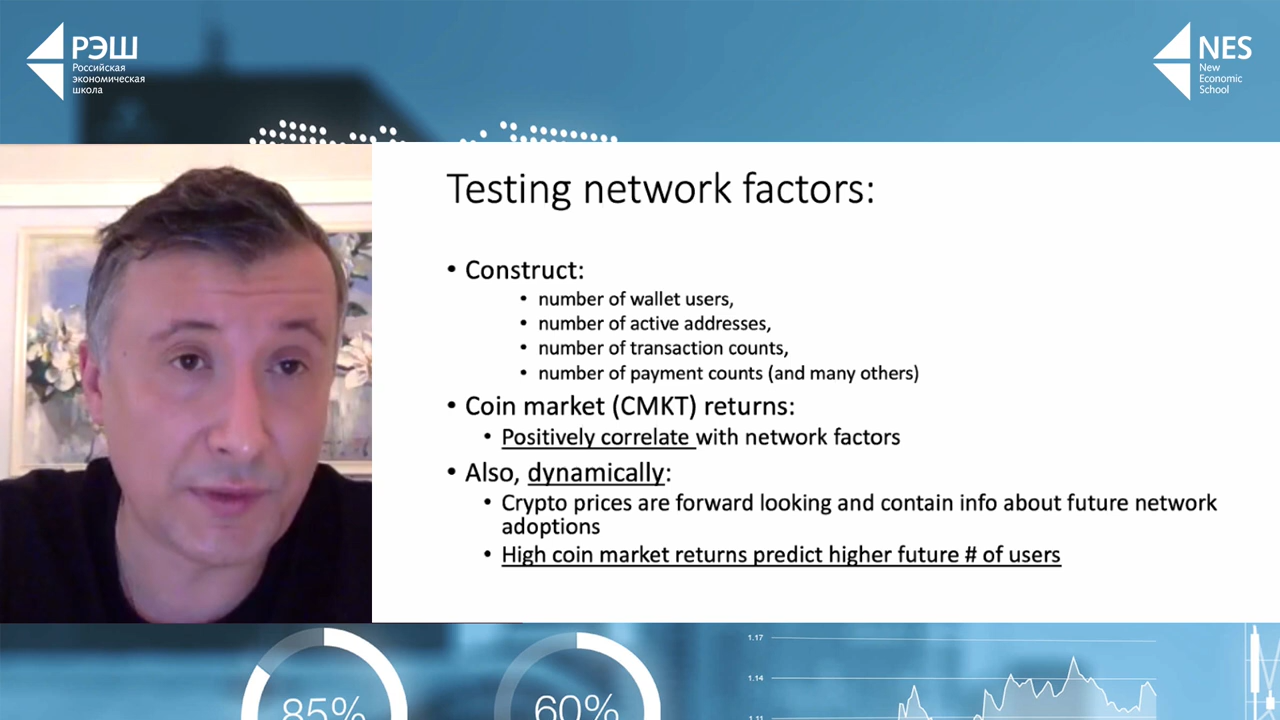 РЭШ
Российская
экономическая
школа
NES
New
Economic
School
Testing network factors:
• Construct:
• number of wallet users,
• number of active addresses,
• number of transaction counts,
• number of payment counts (and many others)
• Coin market (CMKT) returns:
• Positively correlate with network factors
• Also, dynamically:
• Crypto prices are forward looking and contain info about future network
adoptions
• High coin market returns predict higher future # of users
85%
60%
1.17
1.14
1.11